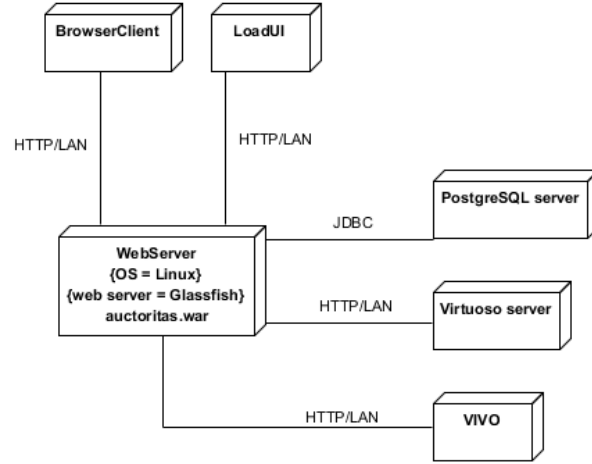 BrowserClient
LoadUI
HTTP/LAN
HTTP/LAN
PostgreSQL server
JDBC
WebServer
{OS = Linux}
{web server = Glassfish}
auctoritas.war
HTTP/LAN
Virtuoso server
HTTP/LAN
VIVO